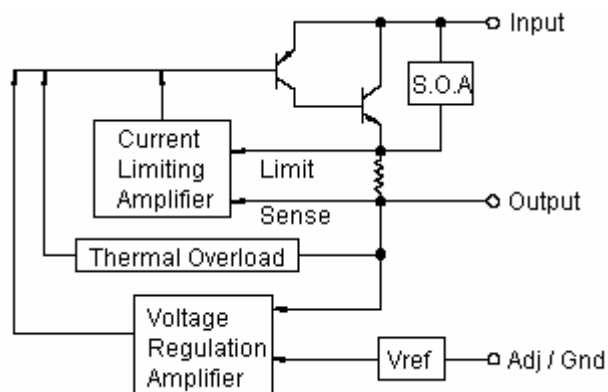 Input
S.O.A
Current
Limiting
Amplifier
Limit
Sense
Output
Thermal Overload
Voltage
Regulation
Amplifier
Vref
Adj / Gnd